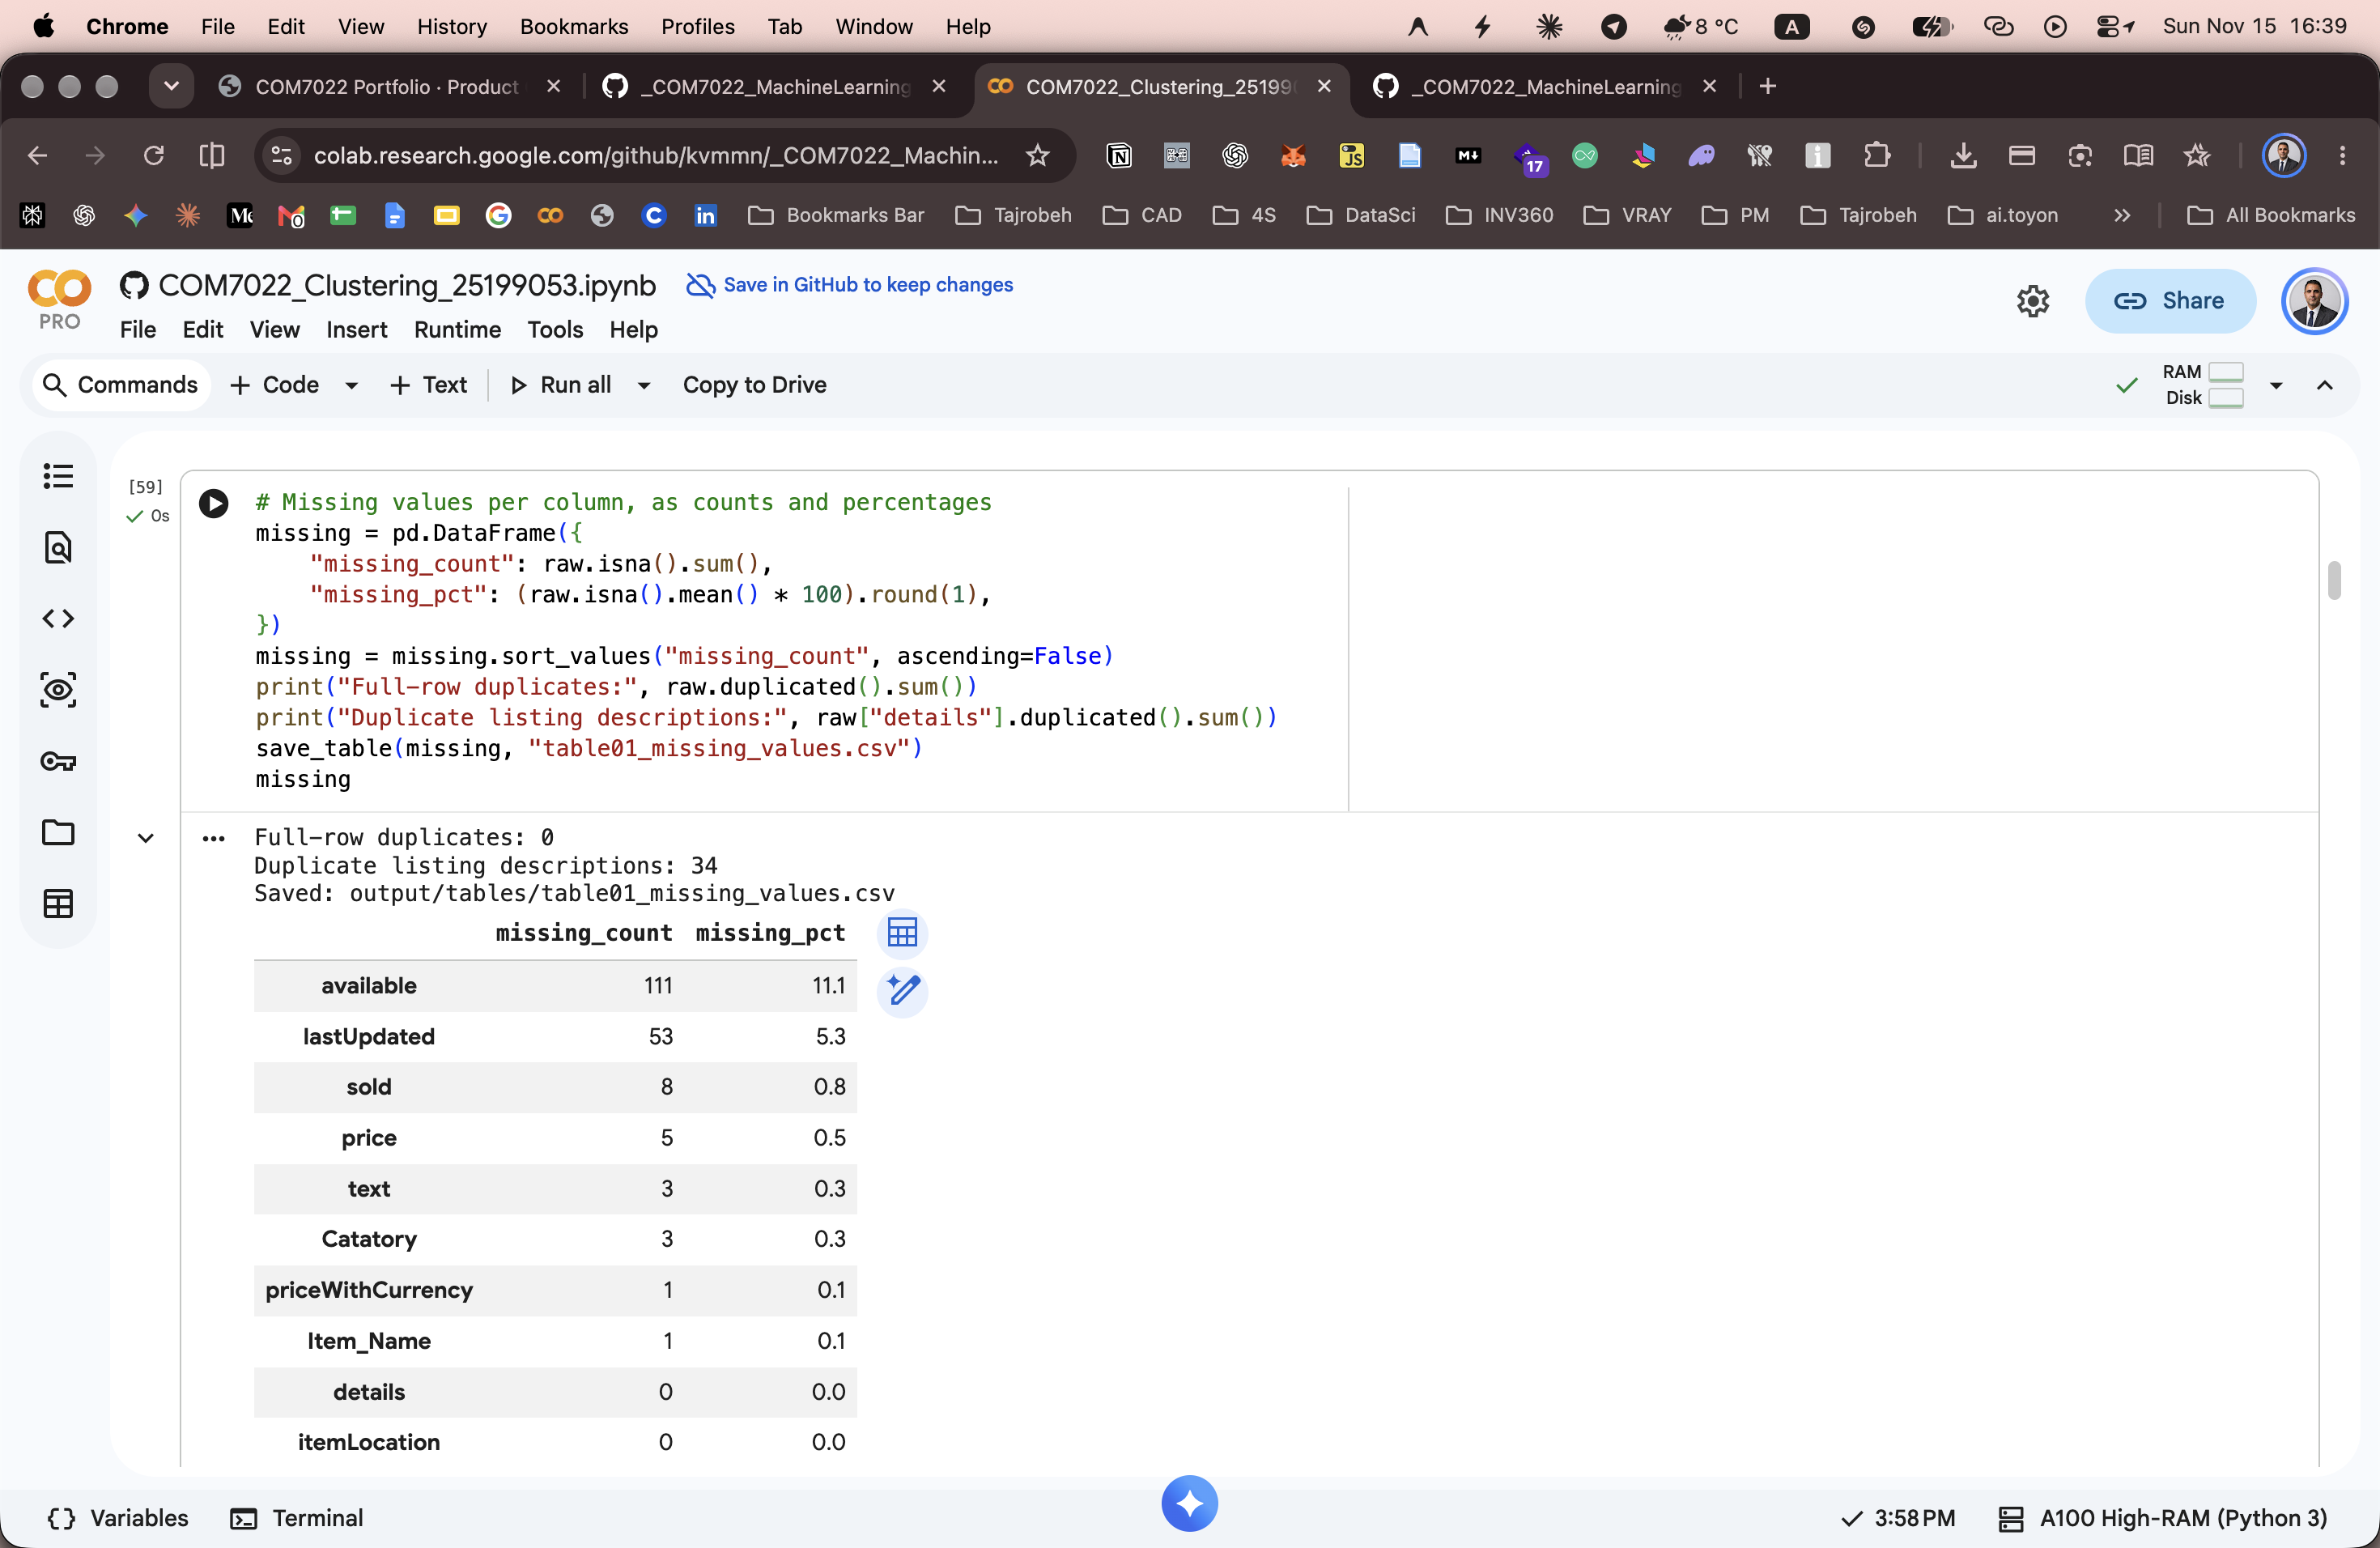 Chrome File Edit View History Bookmarks Profiles Tab Window Help 8 °C A Sun Nov 15 16:39
COM7022 Portfolio · Product _COM7022_MachineLearning COM7022_Clustering_25199 _COM7022_MachineLearning
colab.research.google.com/github/kvmmn/_COM7022_Machin... JS M 17
Bookmarks Bar Tajrobeh CAD 4S DataSci INV360 VRAY PM Tajrobeh ai.toyon » All Bookmarks
COM7022_Clustering_25199053.ipynb Save in GitHub to keep changes
PRO
Share
File Edit View Insert Runtime Tools Help
Commands + Code + Text Run all Copy to Drive
RAM
Disk
[59]
0s
# Missing values per column, as counts and percentages
missing = pd.DataFrame({
"missing_count": raw.isna().sum(),
"missing_pct": (raw.isna().mean() * 100).round(1),
})
missing = missing.sort_values("missing_count", ascending=False)
print("Full-row duplicates:", raw.duplicated().sum())
print("Duplicate listing descriptions:", raw["details"].duplicated().sum())
save_table(missing, "table01_missing_values.csv")
missing
Full-row duplicates: 0
Duplicate listing descriptions: 34
Saved: output/tables/table01_missing_values.csv
missing_count missing_pct
available 111 11.1
lastUpdated 53 5.3
sold 8 0.8
price 5 0.5
text 3 0.3
Catatory 3 0.3
priceWithCurrency 1 0.1
Item_Name 1 0.1
details 0 0.0
itemLocation 0 0.0
Variables Terminal 3:58 PM A100 High-RAM (Python 3)